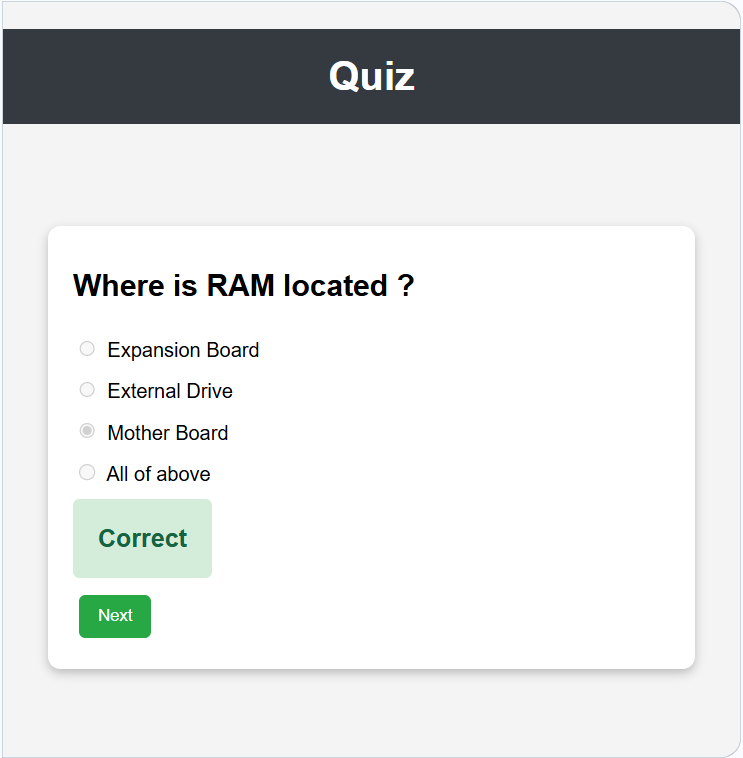 Quiz
Where is RAM located ?
Expansion Board
External Drive
Mother Board
All of above
Correct
Next